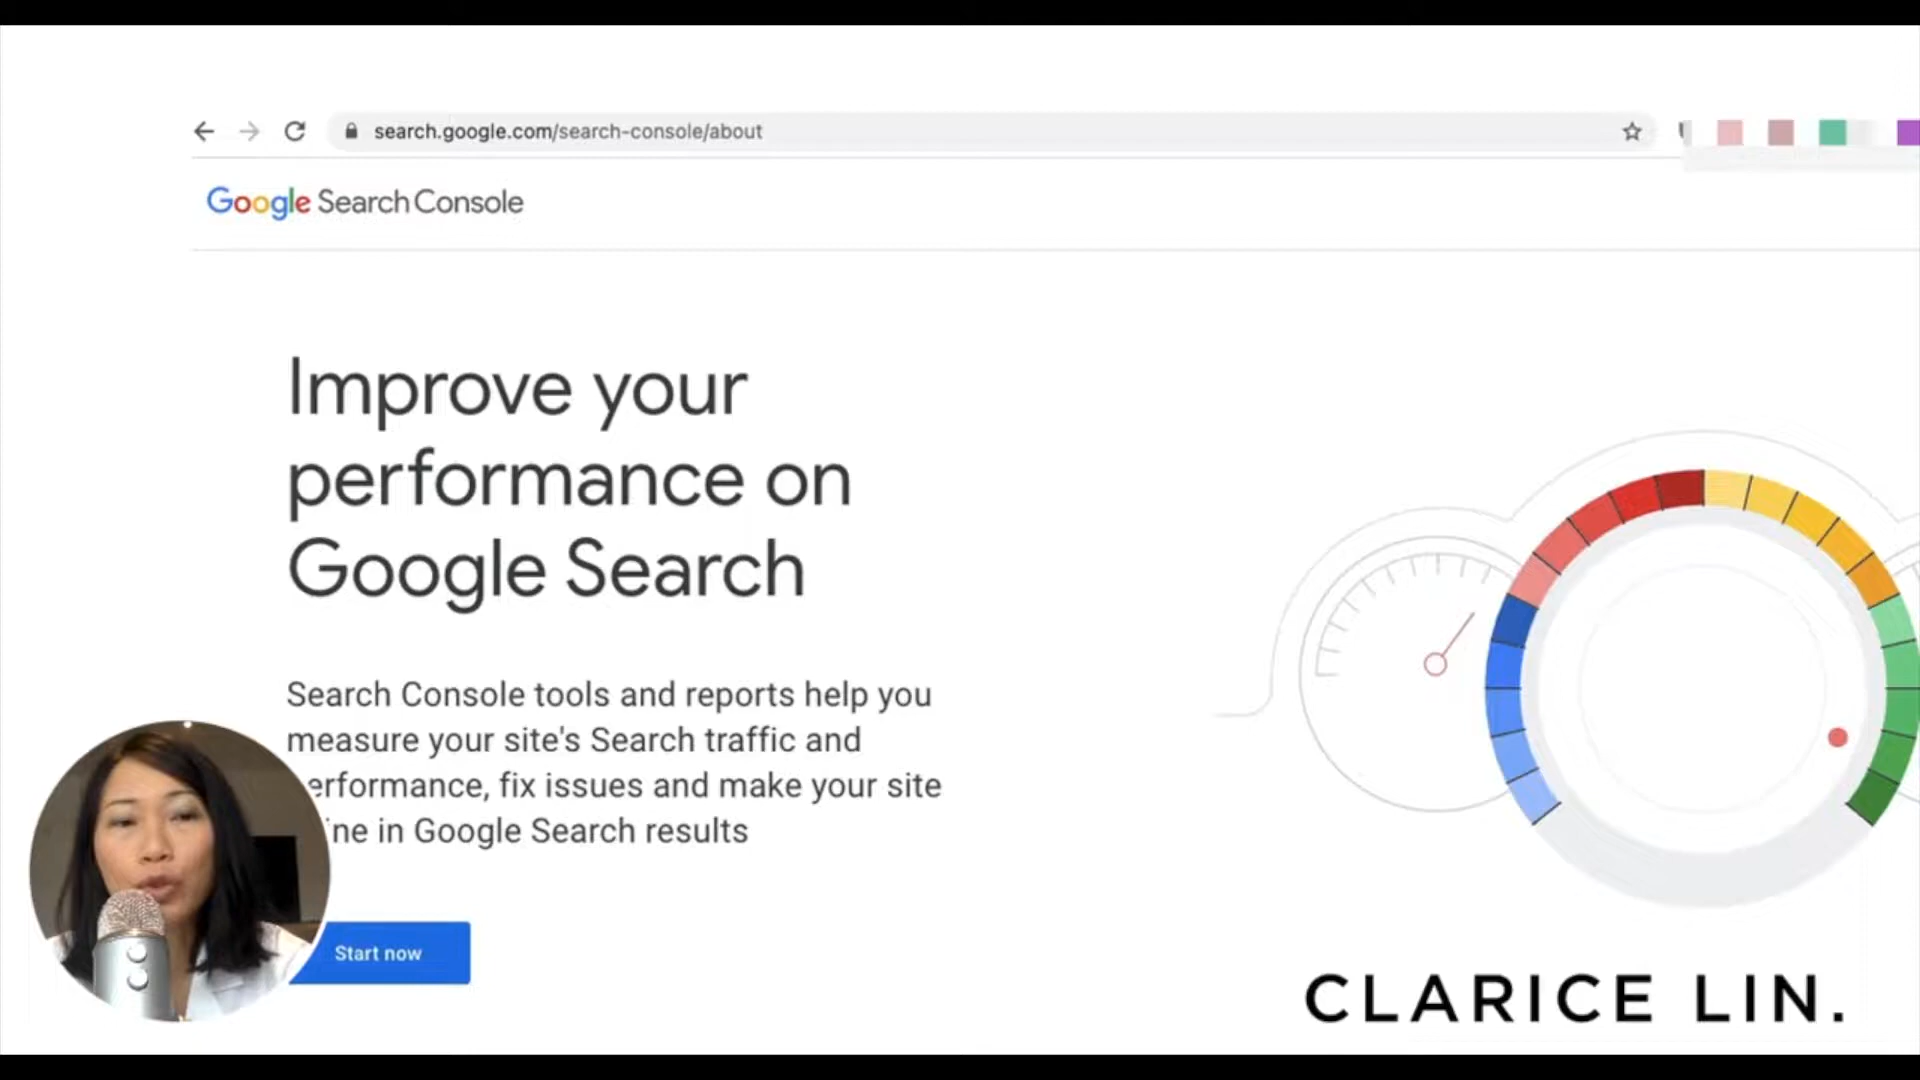 search.google.com/search-console/about
Google Search Console
Improve your
performance on
Google Search
Search Console tools and reports help you
measure your site's Search traffic and
erformance, fix issues and make your site
ine in Google Search results
Start now
CLARICE LIN.